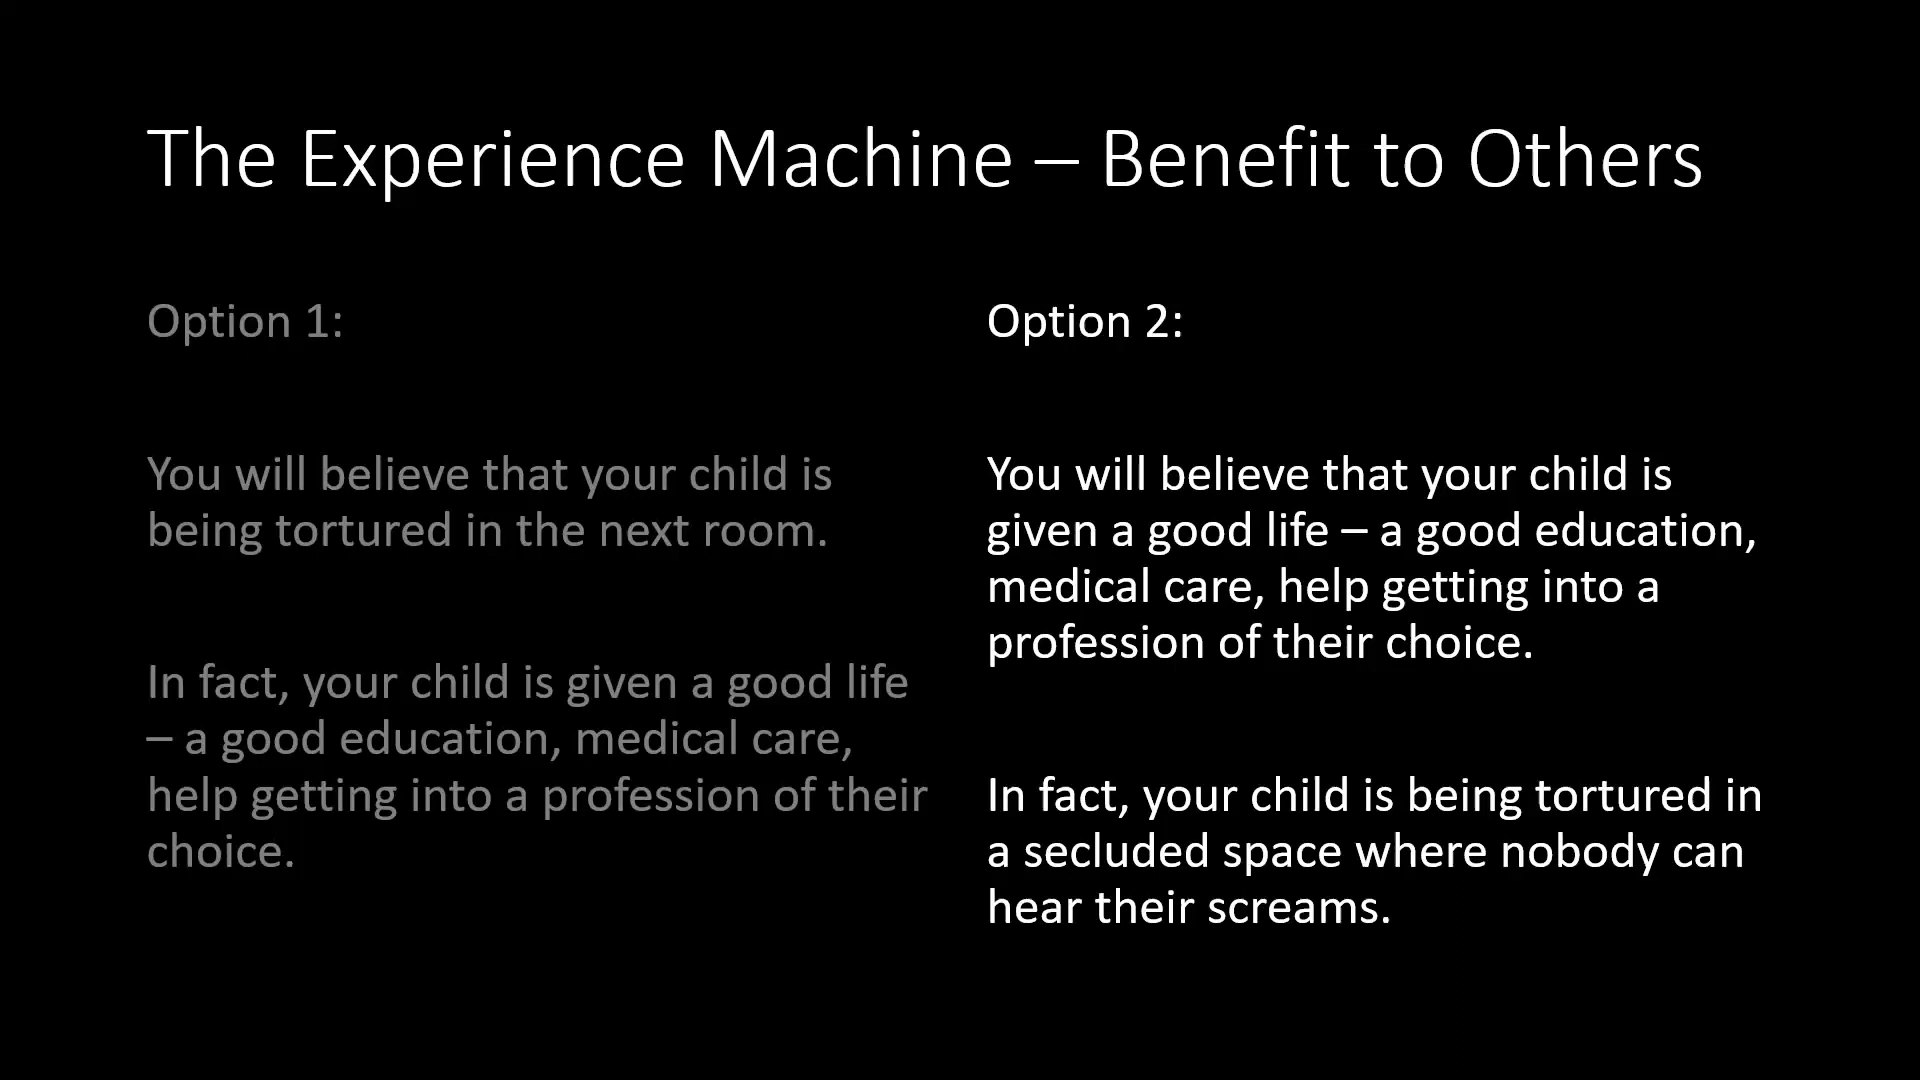 The Experience Machine – Benefit to Others
Option 1:
You will believe that your child is
being tortured in the next room.
In fact, your child is given a good life
– a good education, medical care,
help getting into a profession of their
choice.
Option 2:
You will believe that your child is
given a good life – a good education,
medical care, help getting into a
profession of their choice.
In fact, your child is being tortured in
a secluded space where nobody can
hear their screams.